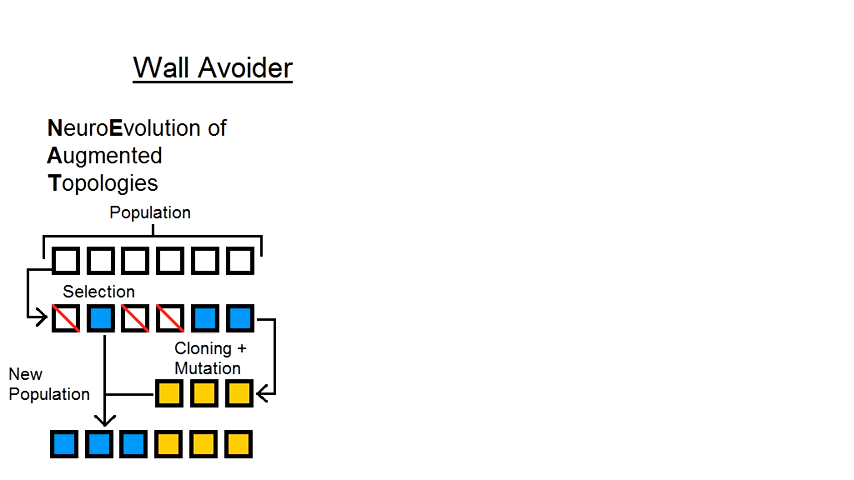 Wall Avoider
NeuroEvolution of
Augmented
Topologies
Population
Selection
Cloning +
Mutation
New
Population